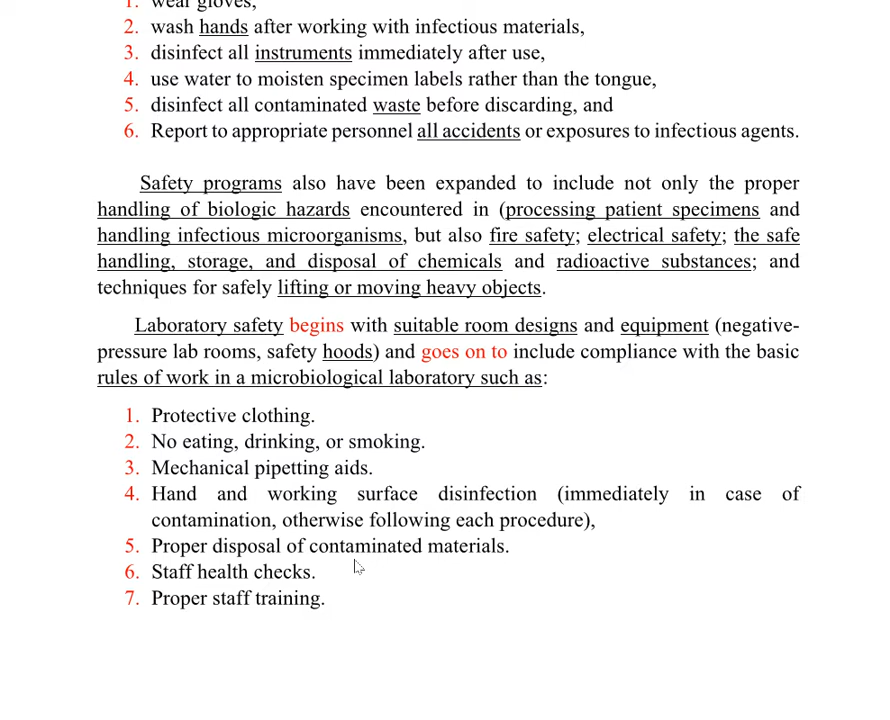 1. wear gloves,
2. wash hands after working with infectious materials,
3. disinfect all instruments immediately after use,
4. use water to moisten specimen labels rather than the tongue,
5. disinfect all contaminated waste before discarding, and
6. Report to appropriate personnel all accidents or exposures to infectious agents.
Safety programs also have been expanded to include not only the proper
handling of biologic hazards encountered in (processing patient specimens and
handling infectious microorganisms, but also fire safety; electrical safety; the safe
handling, storage, and disposal of chemicals and radioactive substances; and
techniques for safely lifting or moving heavy objects.
Laboratory safety begins with suitable room designs and equipment (negative-
pressure lab rooms, safety hoods) and goes on to include compliance with the basic
rules of work in a microbiological laboratory such as:
1. Protective clothing.
2. No eating, drinking, or smoking.
3. Mechanical pipetting aids.
4. Hand and working surface disinfection (immediately in case of
contamination, otherwise following each procedure),
5. Proper disposal of contaminated materials.
6. Staff health checks.
7. Proper staff training.